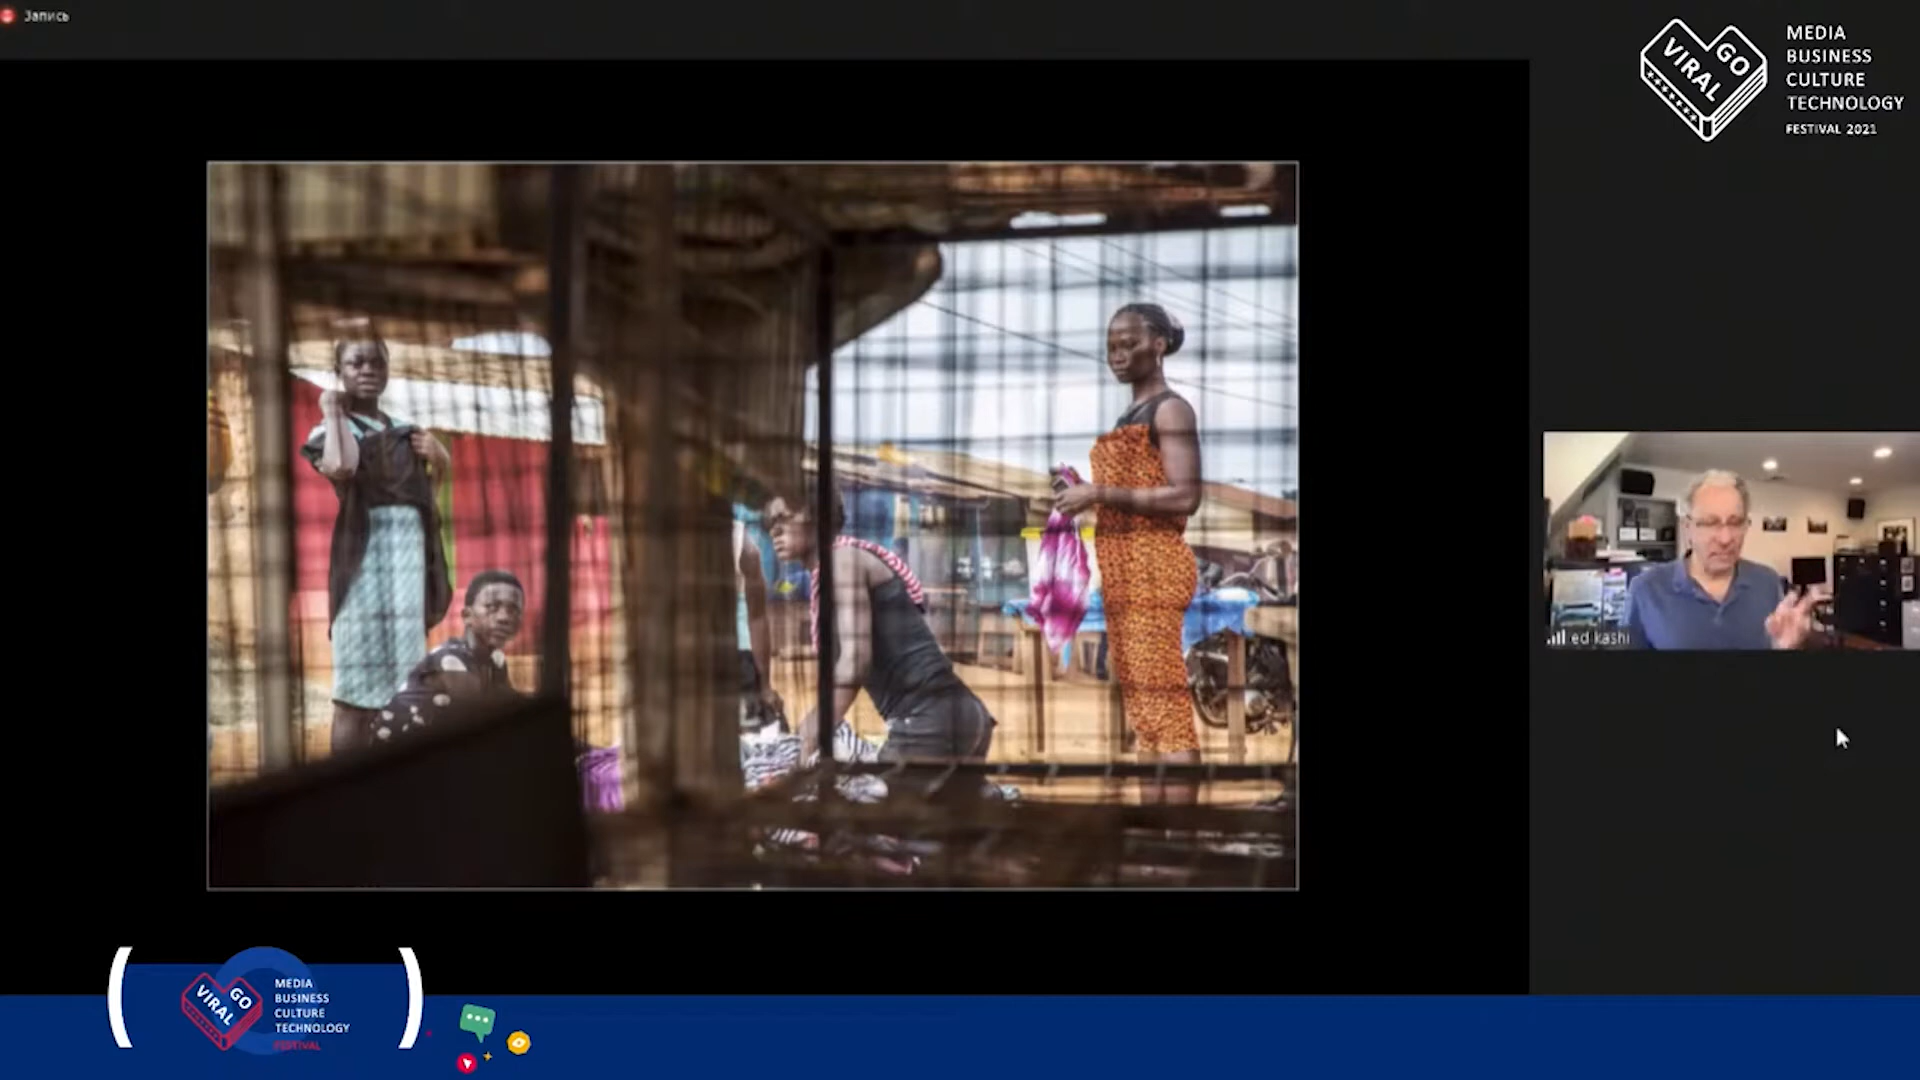 Запись
VIRAL GO
MEDIA
BUSINESS
CULTURE
TECHNOLOGY
FESTIVAL 2021
ed kashi
VIRAL GO
MEDIA
BUSINESS
CULTURE
TECHNOLOGY
FESTIVAL